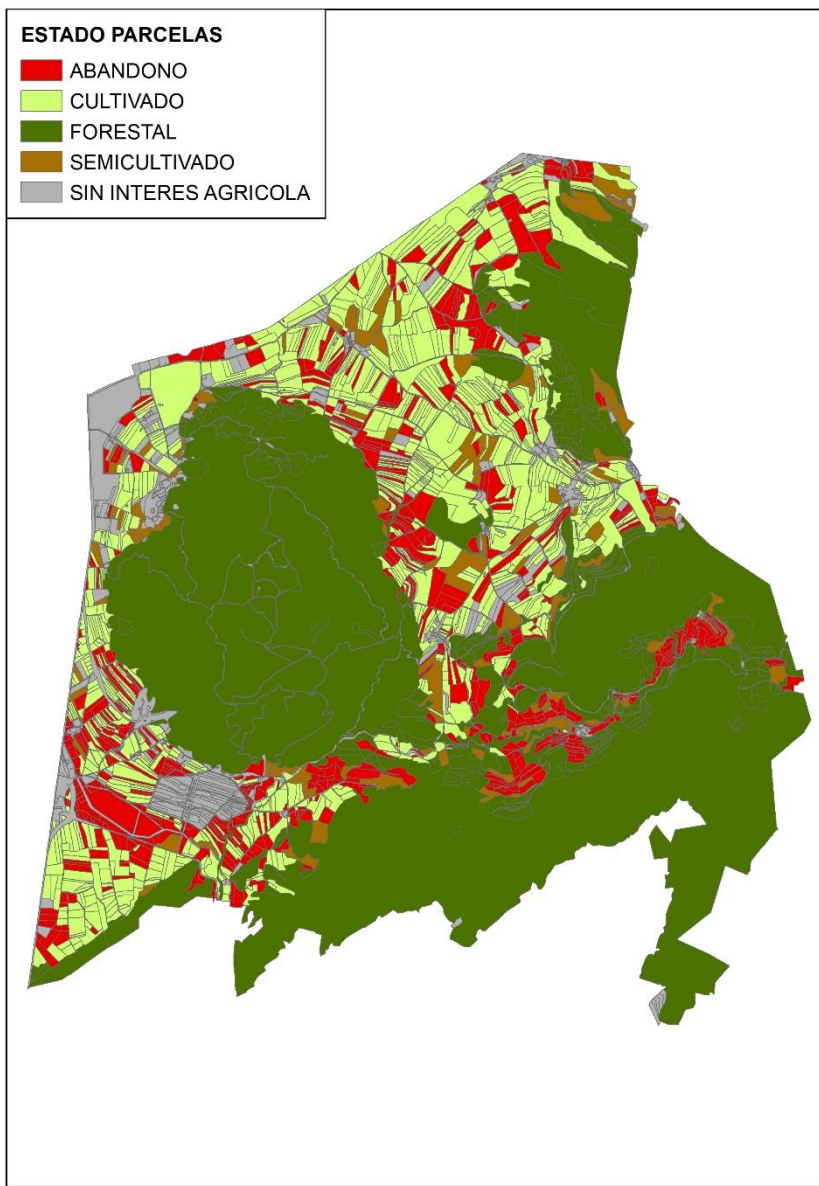 ESTADO PARCELAS
ABANDONO
CULTIVADO
FORESTAL
SEMICULTIVADO
SIN INTERES AGRICOLA